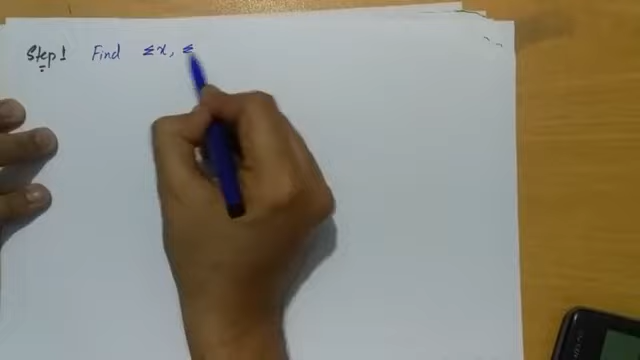 Step 1 Find Σx, Σ